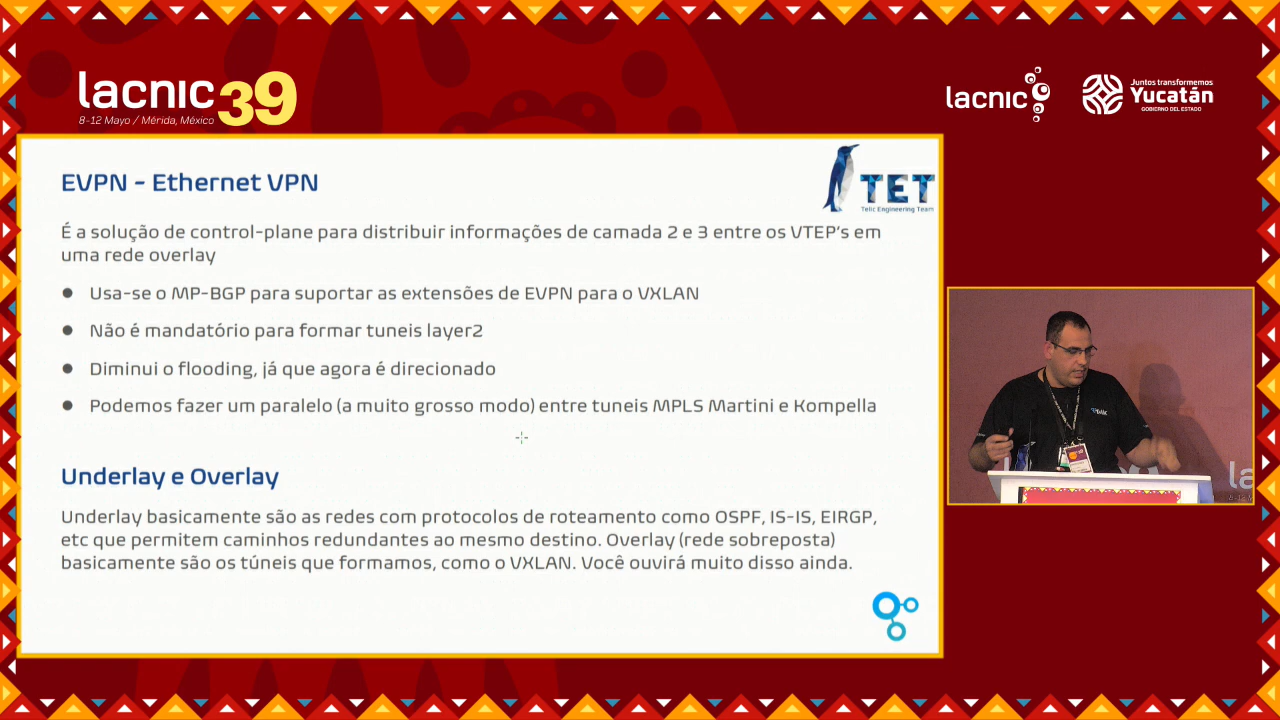 lacnic39
8-12 Mayo / Mérida, México
lacnic
Juntos transformemos
Yucatán
GOBIERNO DEL ESTADO
TET
Telic Engineering Team
EVPN - Ethernet VPN
É a solução de control-plane para distribuir informações de camada 2 e 3 entre os VTEP's em
uma rede overlay
● Usa-se o MP-BGP para suportar as extensões de EVPN para o VXLAN
● Não é mandatório para formar tuneis layer2
● Diminui o flooding, já que agora é direcionado
● Podemos fazer um paralelo (a muito grosso modo) entre tuneis MPLS Martini e Kompella
Underlay e Overlay
Underlay basicamente são as redes com protocolos de roteamento como OSPF, IS-IS, EIRGP,
etc que permitem caminhos redundantes ao mesmo destino. Overlay (rede sobreposta)
basicamente são os túneis que formamos, como o VXLAN. Você ouvirá muito disso ainda.